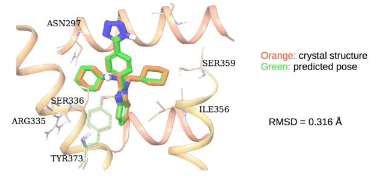 ASN297
SER359
SER336
ARG335
ILE356
TYR373
Orange: crystal structure
Green: predicted pose
RMSD = 0.316 Å